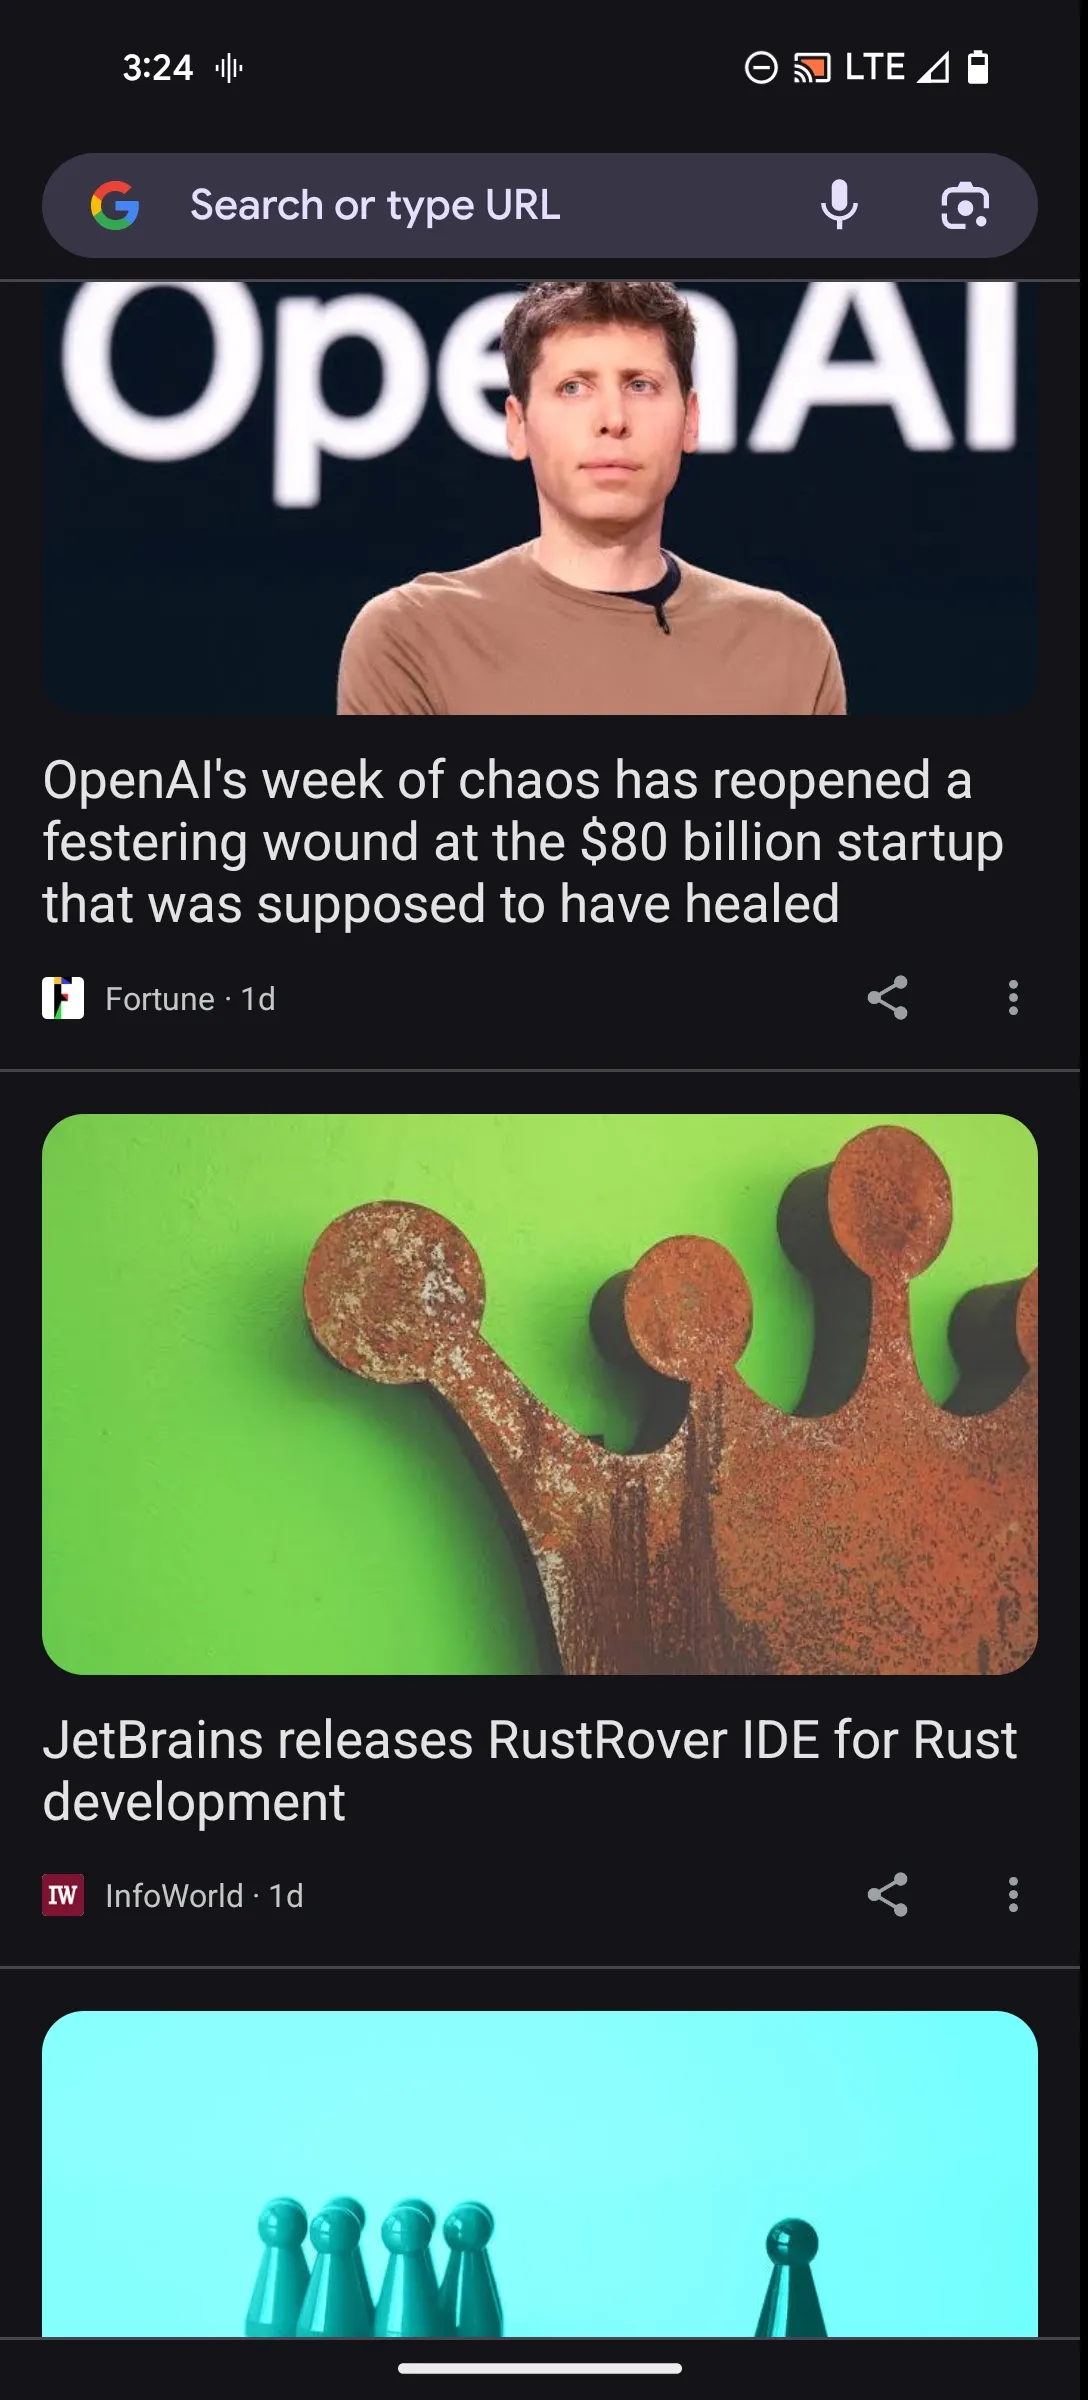 3:24
LTE
Search or type URL
OpenAI
OpenAI's week of chaos has reopened a
festering wound at the $80 billion startup
that was supposed to have healed
F
Fortune · 1d
JetBrains releases RustRover IDE for Rust
development
IW
InfoWorld · 1d